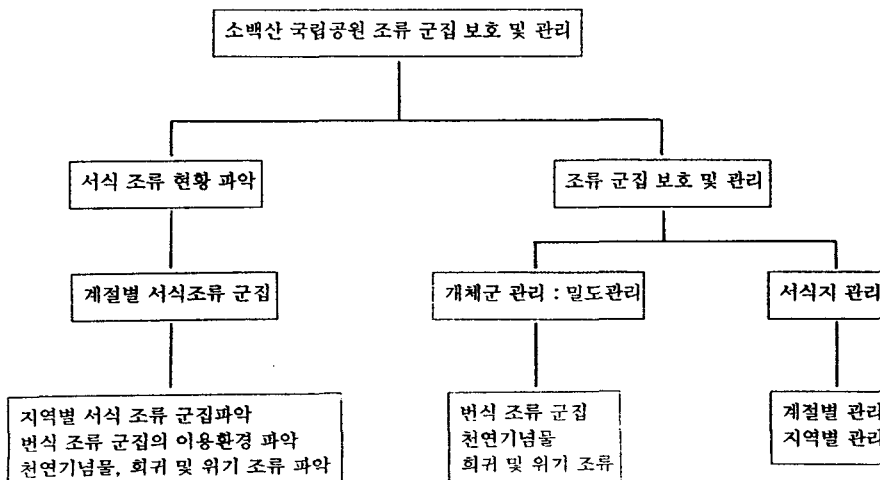 소백산 국립공원 조류 군집 보호 및 관리
서식 조류 현황 파악
조류 군집 보호 및 관리
계절별 서식조류 군집
개체군 관리 : 밀도관리
서식지 관리
지역별 서식 조류 군집파악
번식 조류 군집의 이용환경 파악
천연기념물, 희귀 및 위기 조류 파악
번식 조류 군집
천연기념물
희귀 및 위기 조류
계절별 관리
지역별 관리